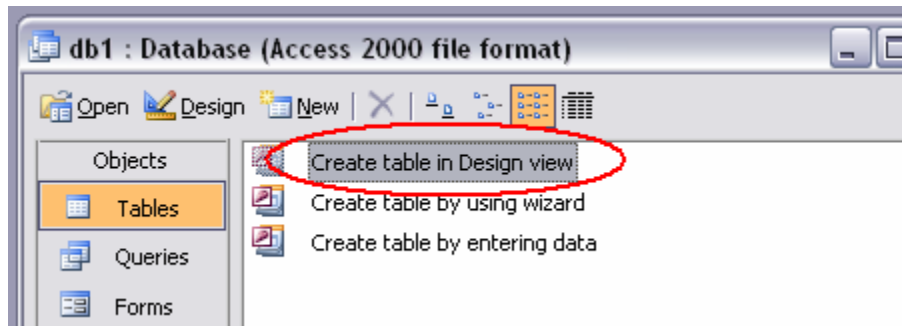 db1 : Database (Access 2000 file format)
Open Design New
Objects
Create table in Design view
Tables
Create table by using wizard
Create table by entering data
Queries
Forms